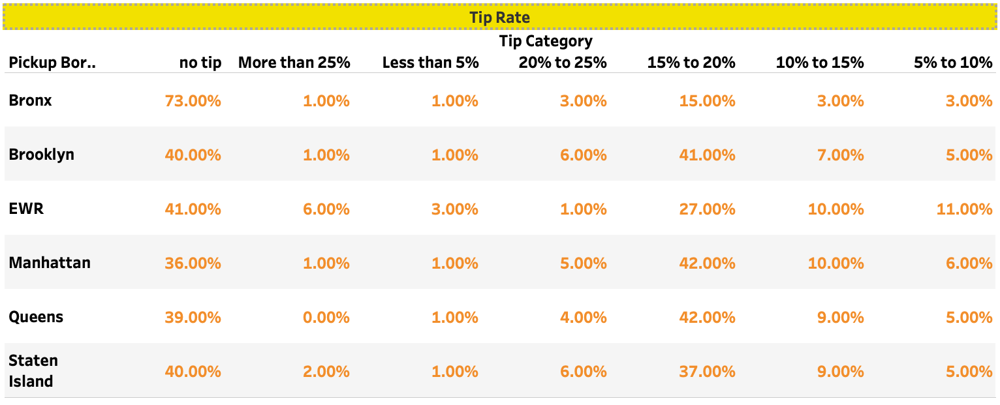 Tip Rate
Tip Category
Pickup Bor.. no tip More than 25% Less than 5% 20% to 25% 15% to 20% 10% to 15% 5% to 10%
Bronx 73.00% 1.00% 1.00% 3.00% 15.00% 3.00% 3.00%
Brooklyn 40.00% 1.00% 1.00% 6.00% 41.00% 7.00% 5.00%
EWR 41.00% 6.00% 3.00% 1.00% 27.00% 10.00% 11.00%
Manhattan 36.00% 1.00% 1.00% 5.00% 42.00% 10.00% 6.00%
Queens 39.00% 0.00% 1.00% 4.00% 42.00% 9.00% 5.00%
Staten
Island 40.00% 2.00% 1.00% 6.00% 37.00% 9.00% 5.00%